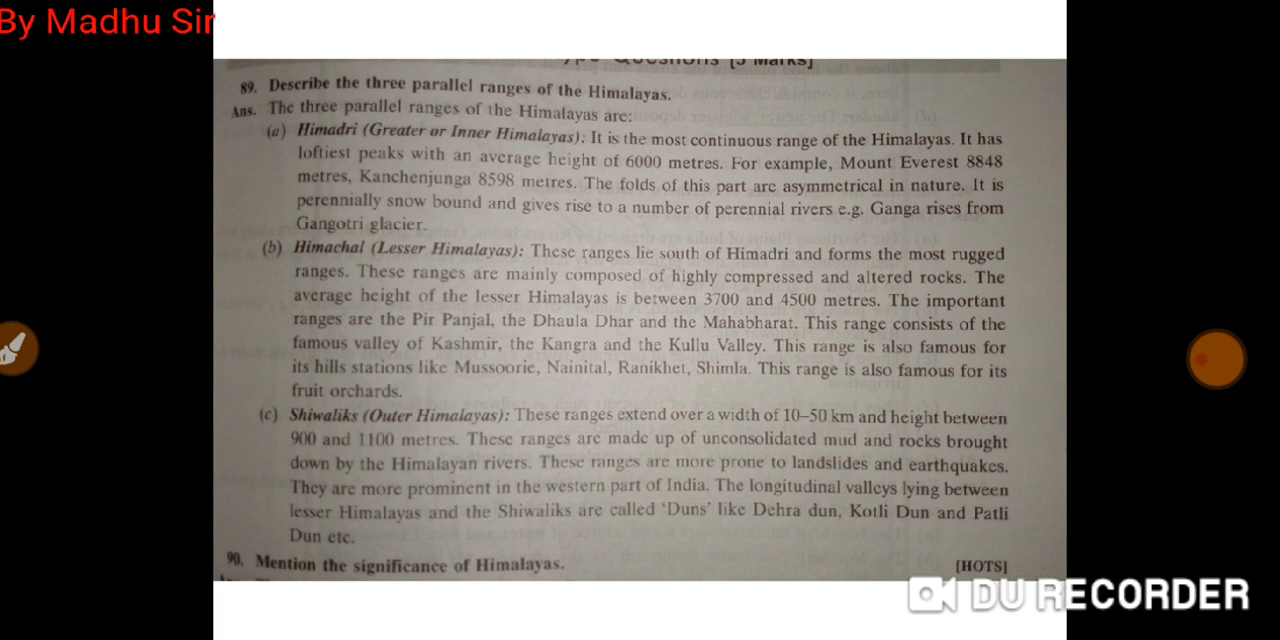 By Madhu Sir
Questions [5 Marks]
89. Describe the three parallel ranges of the Himalayas.
Ans. The three parallel ranges of the Himalayas are:
(a) Himadri (Greater or Inner Himalayas): It is the most continuous range of the Himalayas. It has
loftiest peaks with an average height of 6000 metres. For example, Mount Everest 8848
metres, Kanchenjunga 8598 metres. The folds of this part are asymmetrical in nature. It is
perennially snow bound and gives rise to a number of perennial rivers e.g. Ganga rises from
Gangotri glacier.
(b) Himachal (Lesser Himalayas): These ranges lie south of Himadri and forms the most rugged
ranges. These ranges are mainly composed of highly compressed and altered rocks. The
average height of the lesser Himalayas is between 3700 and 4500 metres. The important
ranges are the Pir Panjal, the Dhaula Dhar and the Mahabharat. This range consists of the
famous valley of Kashmir, the Kangra and the Kullu Valley. This range is also famous for
its hills stations like Mussoorie, Nainital, Ranikhet, Shimla. This range is also famous for its
fruit orchards.
(c) Shiwaliks (Outer Himalayas): These ranges extend over a width of 10–50 km and height between
900 and 1100 metres. These ranges are made up of unconsolidated mud and rocks brought
down by the Himalayan rivers. These ranges are more prone to landslides and earthquakes.
They are more prominent in the western part of India. The longitudinal valleys lying between
lesser Himalayas and the Shiwaliks are called ‘Duns’ like Dehra dun, Kotli Dun and Patli
Dun etc.
90. Mention the significance of Himalayas. [HOTS]
DU RECORDER